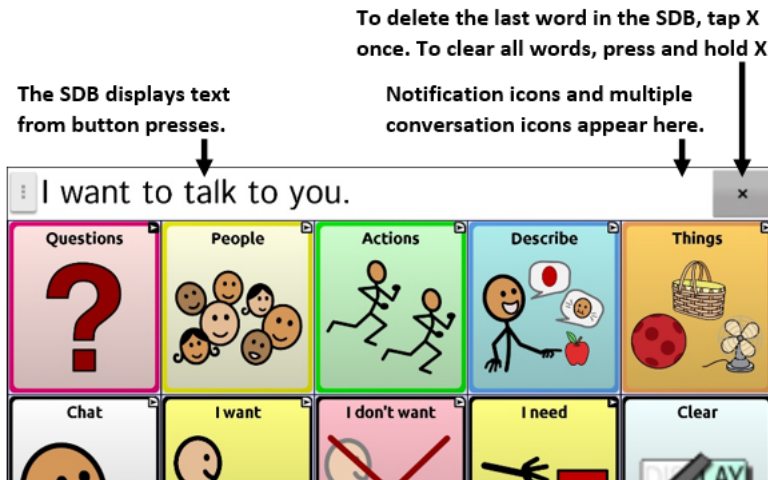 To delete the last word in the SDB, tap X
once. To clear all words, press and hold X
The SDB displays text
from button presses.
Notification icons and multiple
conversation icons appear here.
I want to talk to you.
×
Questions
People
Actions
Describe
Things
Chat
I want
I don't want
I need
Clear